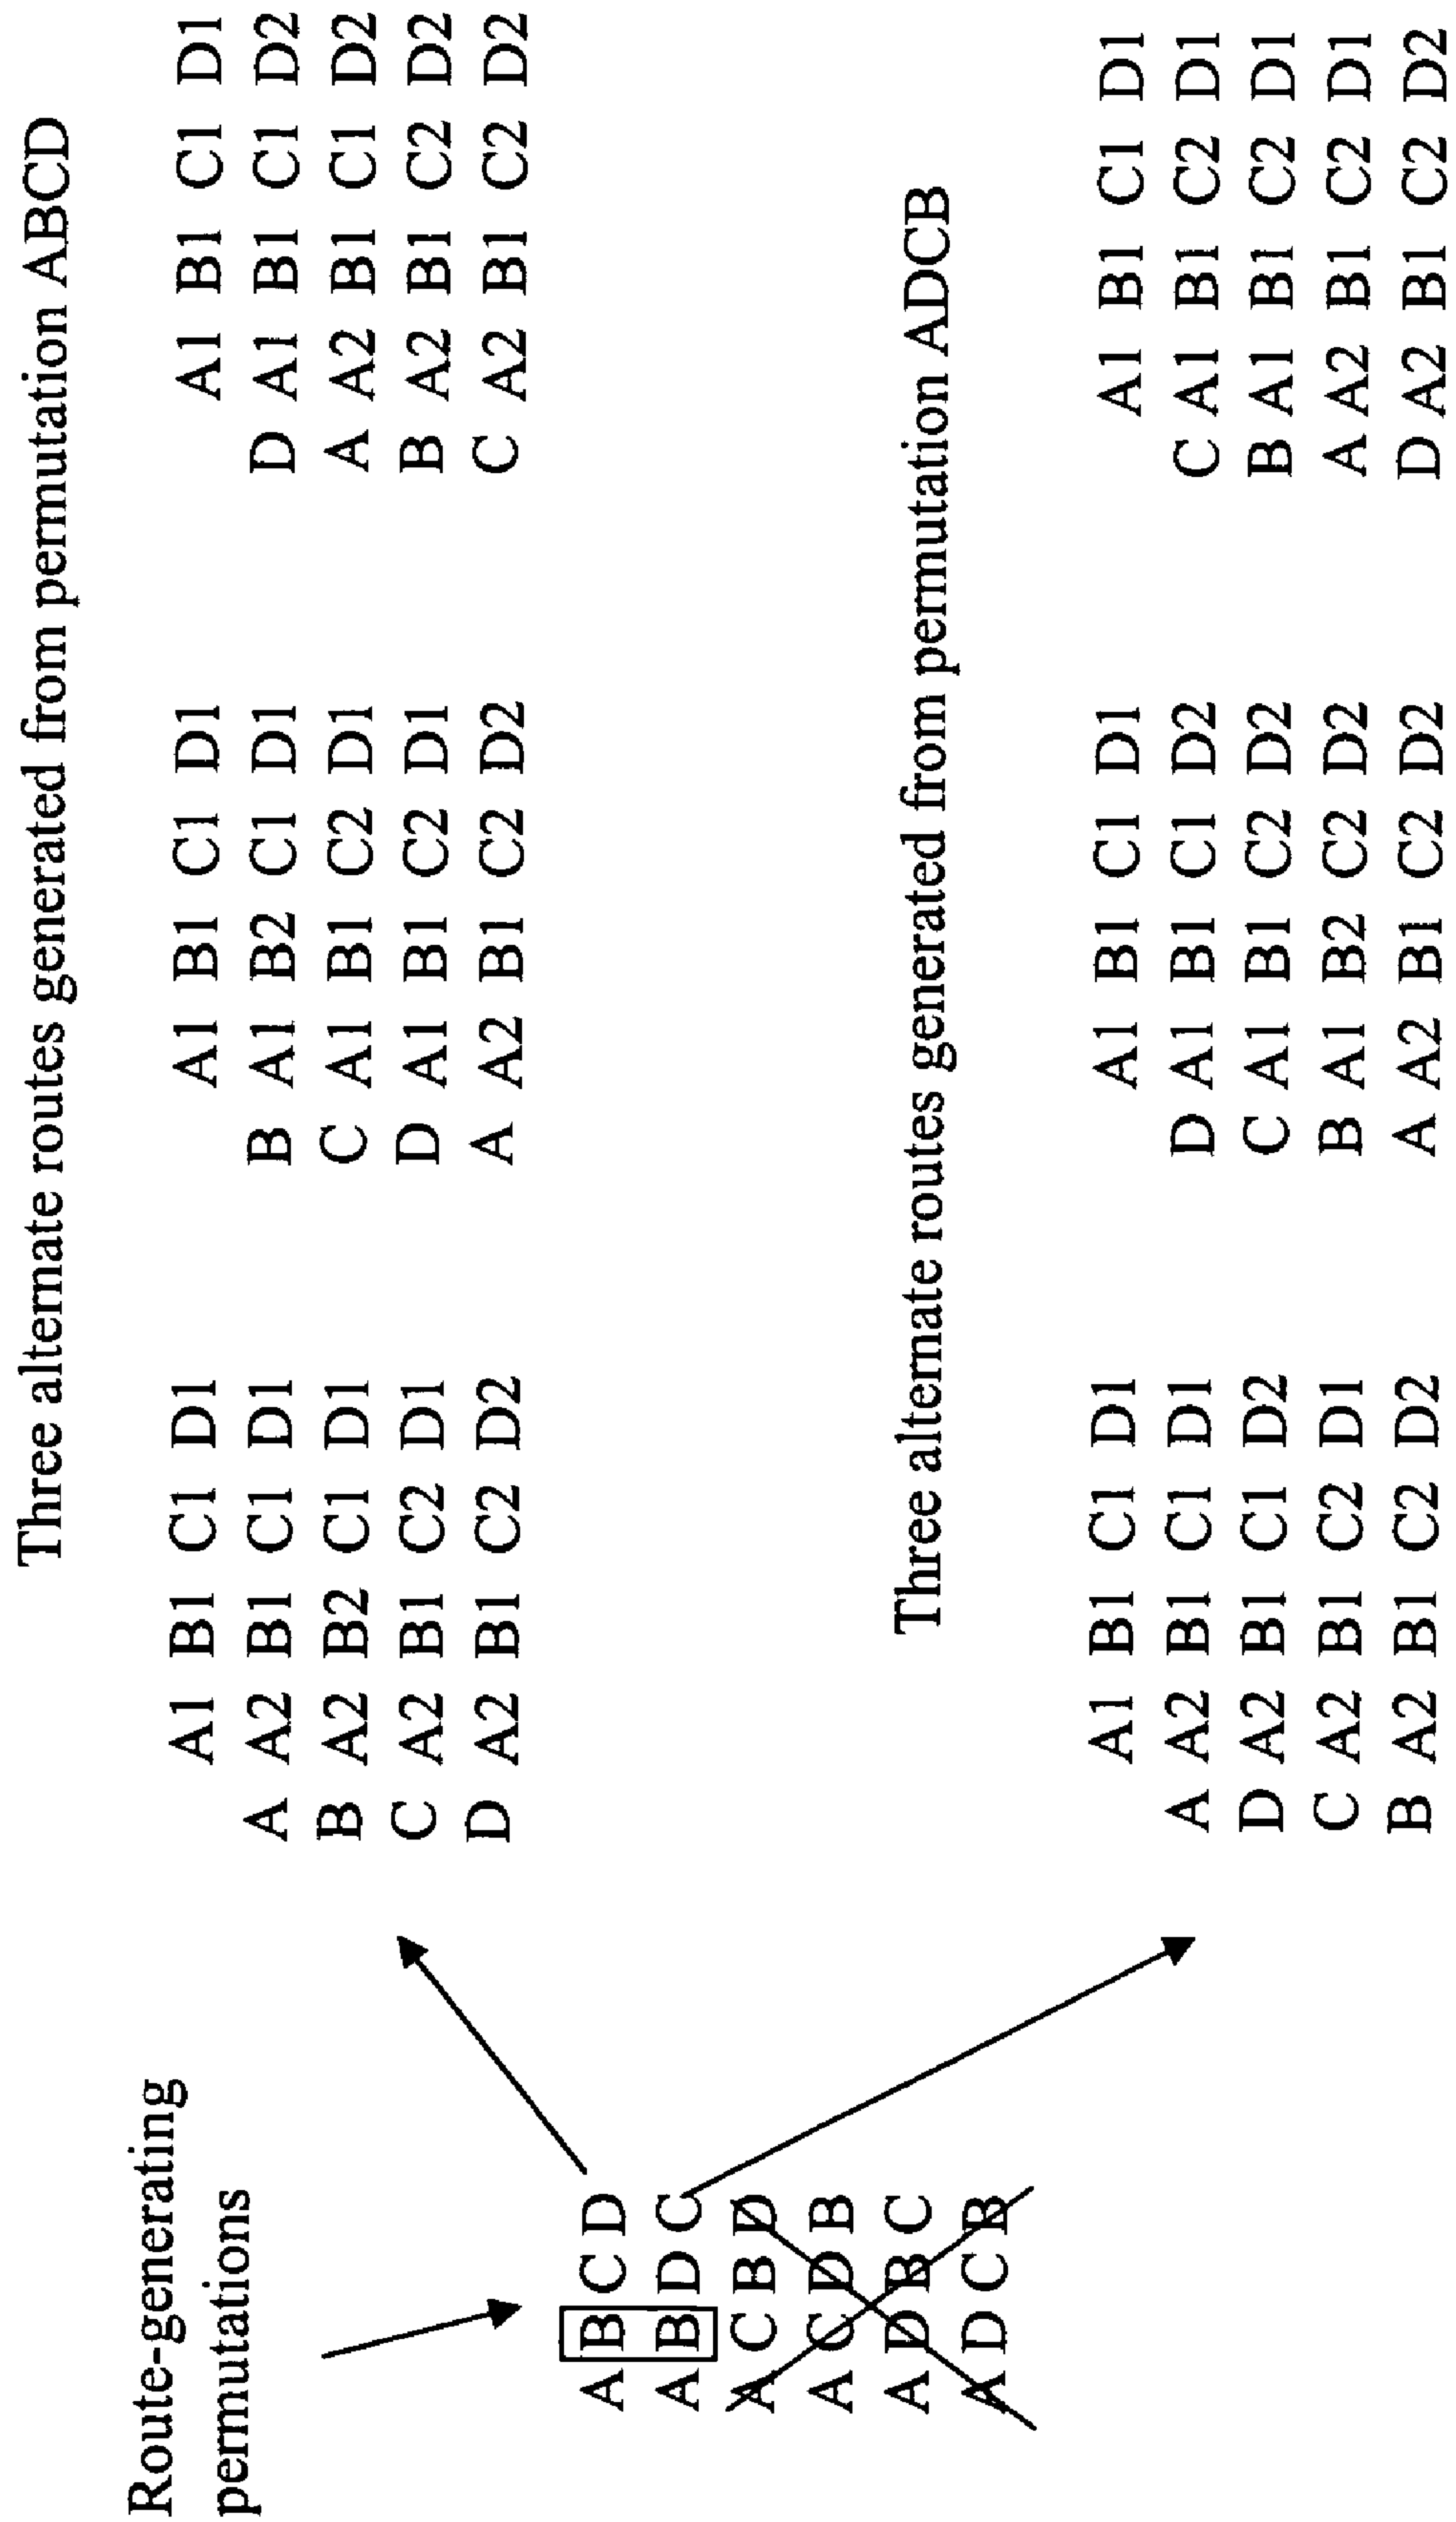 Route-generating
permutations
A B C D
A B D C
A C B D
A C D B
A D B C
A D C B
Three alternate routes generated from permutation ABCD
A1 B1 C1 D1
A A2 B1 C1 D1
B A2 B2 C1 D1
C A2 B1 C2 D1
D A2 B1 C2 D2
A1 B1 C1 D1
B A1 B2 C1 D1
C A1 B1 C2 D1
D A1 B1 C2 D1
A A2 B1 C2 D2
A1 B1 C1 D1
D A1 B1 C1 D2
A A2 B1 C1 D2
B A2 B1 C2 D2
C A2 B1 C2 D2
Three alternate routes generated from permutation ADCB
A1 B1 C1 D1
A A2 B1 C1 D1
D A2 B1 C1 D2
C A2 B1 C2 D1
B A2 B1 C2 D2
A1 B1 C1 D1
D A1 B1 C1 D2
C A1 B1 C2 D2
B A1 B2 C2 D2
A A2 B1 C2 D2
A1 B1 C1 D1
C A1 B1 C2 D1
B A1 B1 C2 D1
A A2 B1 C2 D1
D A2 B1 C2 D2